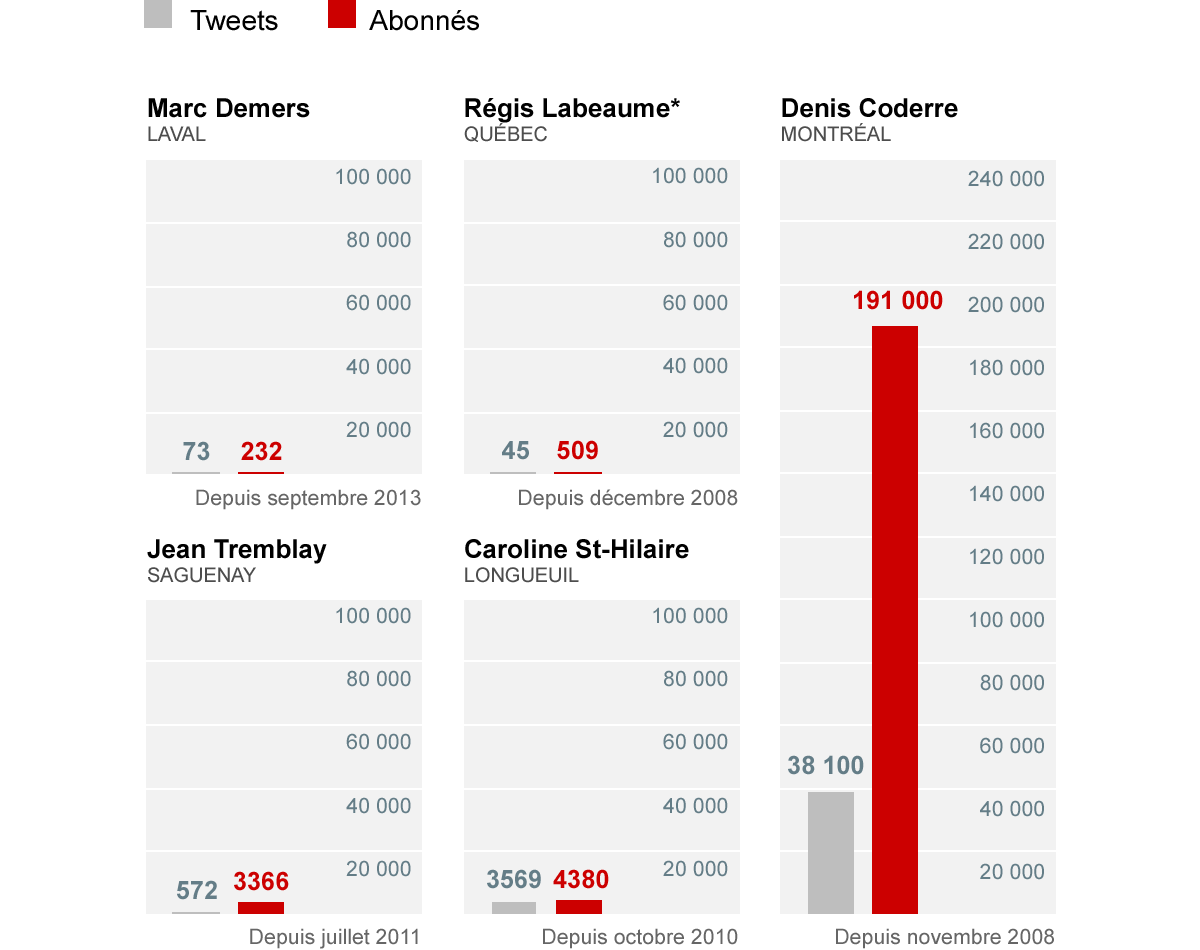 Tweets Abonnés
Marc Demers
LAVAL
100 000
80 000
60 000
40 000
20 000
73 232
Depuis septembre 2013
Régis Labeaume*
QUÉBEC
100 000
80 000
60 000
40 000
20 000
45 509
Depuis décembre 2008
Denis Coderre
MONTRÉAL
240 000
220 000
191 000 200 000
180 000
160 000
140 000
120 000
100 000
80 000
60 000
38 100
40 000
20 000
Depuis novembre 2008
Jean Tremblay
SAGUENAY
100 000
80 000
60 000
40 000
20 000
572 3366
Depuis juillet 2011
Caroline St-Hilaire
LONGUEUIL
100 000
80 000
60 000
40 000
20 000
3569 4380
Depuis octobre 2010